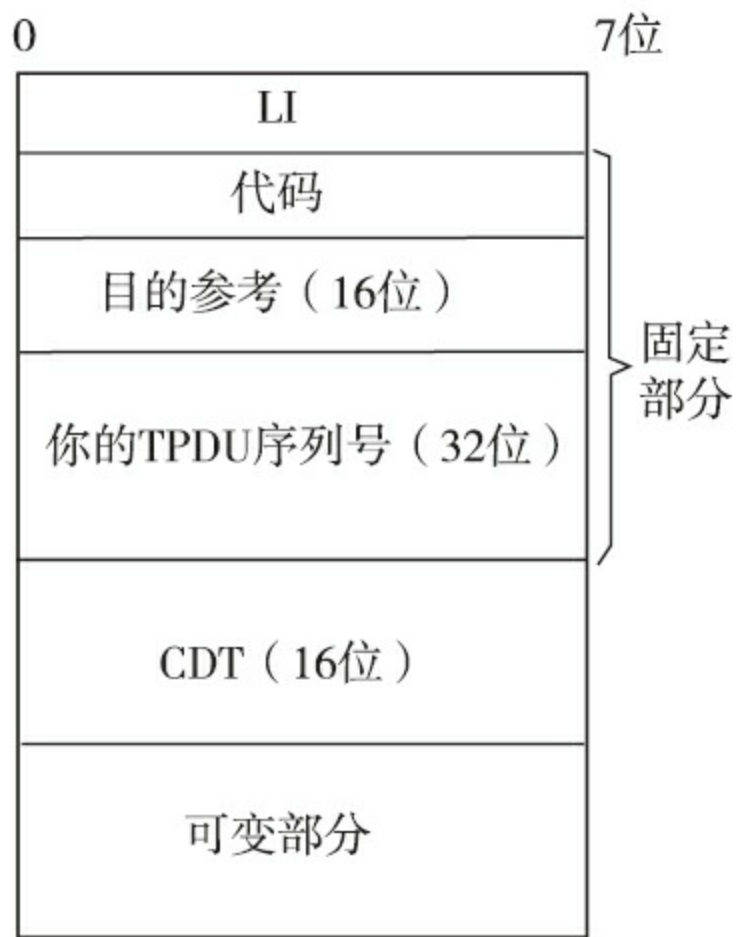 0 7位
LI
代码
目的参考（16位）
固定
部分
你的TPDU序列号（32位）
CDT（16位）
可变部分